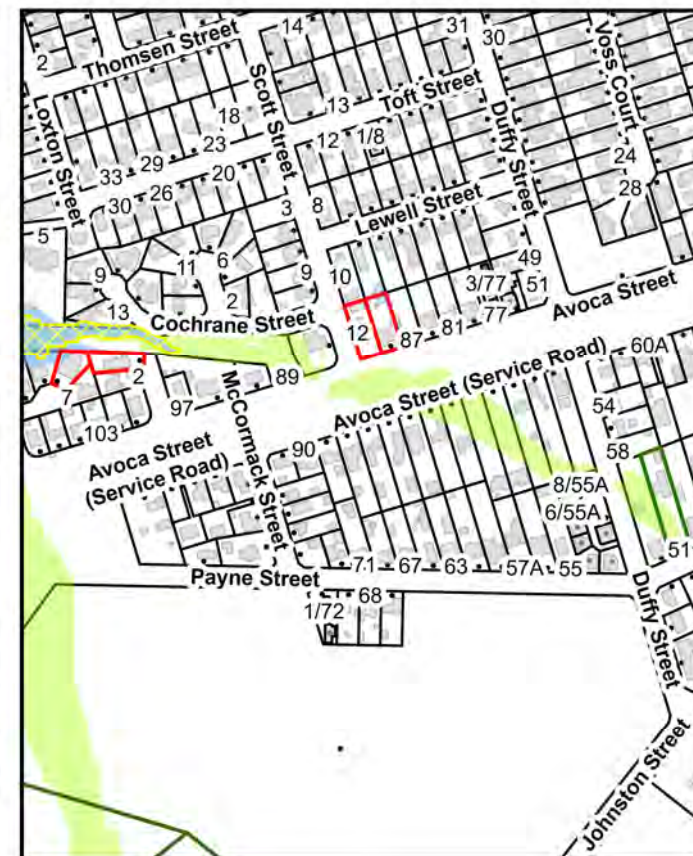 14
31
30
2
Thomsen Street
Voss Court
Loxton Street
Scott Street
13
Toft Street
18
12
1/8
Duffy Street
23
29
33
24
20
26
30
28
3
8
Lewell Street
5
6
11
49
9
9
10
3/77
51
2
13
Cochrane Street
12
87
81
77
Avoca Street
2
7
89
Avoca Street (Service Road)
60A
97
McCormack Street
54
103
Avoca Street
(Service Road)
90
58
8/55A
6/55A
51
71
67
63
57A
55
Payne Street
68
1/72
Duffy Street
Johnston Street